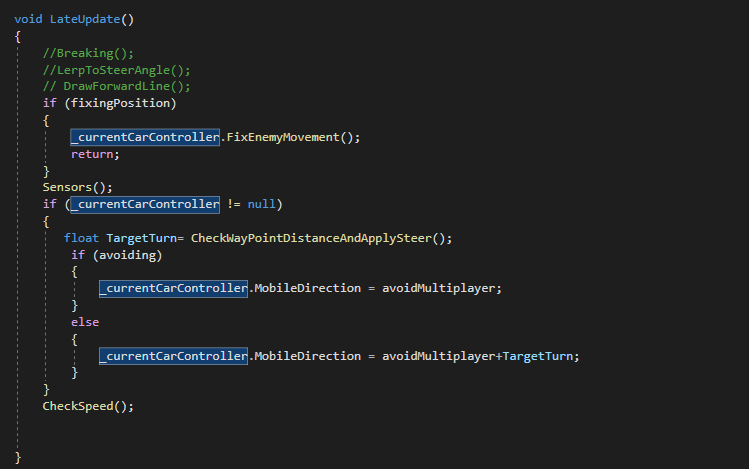 void LateUpdate()
{
//Breaking();
//LerpToSteerAngle();
// DrawForwardLine();
if (fixingPosition)
{
_currentCarController.FixEnemyMovement();
return;
}
Sensors();
if (_currentCarController != null)
{
float TargetTurn= CheckWayPointDistanceAndApplySteer();
if (avoiding)
{
_currentCarController.MobileDirection = avoidMultiplayer;
}
else
{
_currentCarController.MobileDirection = avoidMultiplayer+TargetTurn;
}
}
CheckSpeed();
}